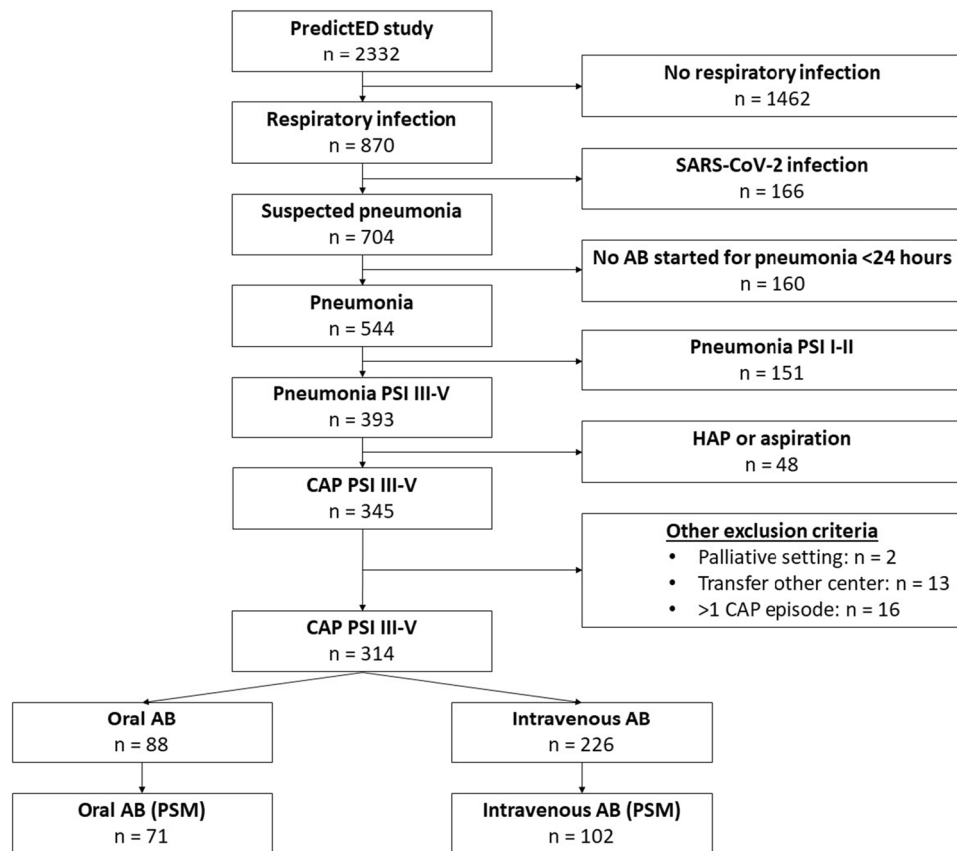 PredictED study
n = 2332
No respiratory infection
n = 1462
Respiratory infection
n = 870
SARS-CoV-2 infection
n = 166
Suspected pneumonia
n = 704
No AB started for pneumonia <24 hours
n = 160
Pneumonia
n = 544
Pneumonia PSI I-II
n = 151
Pneumonia PSI III-V
n = 393
HAP or aspiration
n = 48
CAP PSI III-V
n = 345
Other exclusion criteria
• Palliative setting: n = 2
• Transfer other center: n = 13
• >1 CAP episode: n = 16
CAP PSI III-V
n = 314
Oral AB
n = 88
Intravenous AB
n = 226
Oral AB (PSM)
n = 71
Intravenous AB (PSM)
n = 102